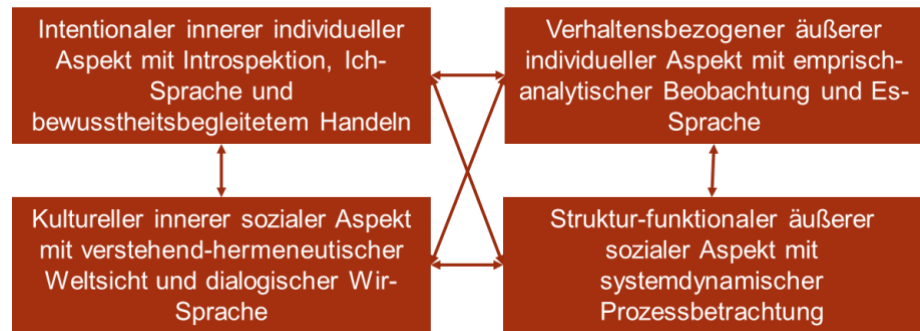 Intentionaler innerer individueller
Aspekt mit Introspektion, Ich-
Sprache und
bewusstheitsbegleitetem Handeln
Verhaltensbezogener äußerer
individueller Aspekt mit emprisch-
analytischer Beobachtung und Es-
Sprache
Kultureller innerer sozialer Aspekt
mit verstehend-hermeneutischer
Weltsicht und dialogischer Wir-
Sprache
Struktur-funktionaler äußerer
sozialer Aspekt mit
systemdynamischer
Prozessbetrachtung